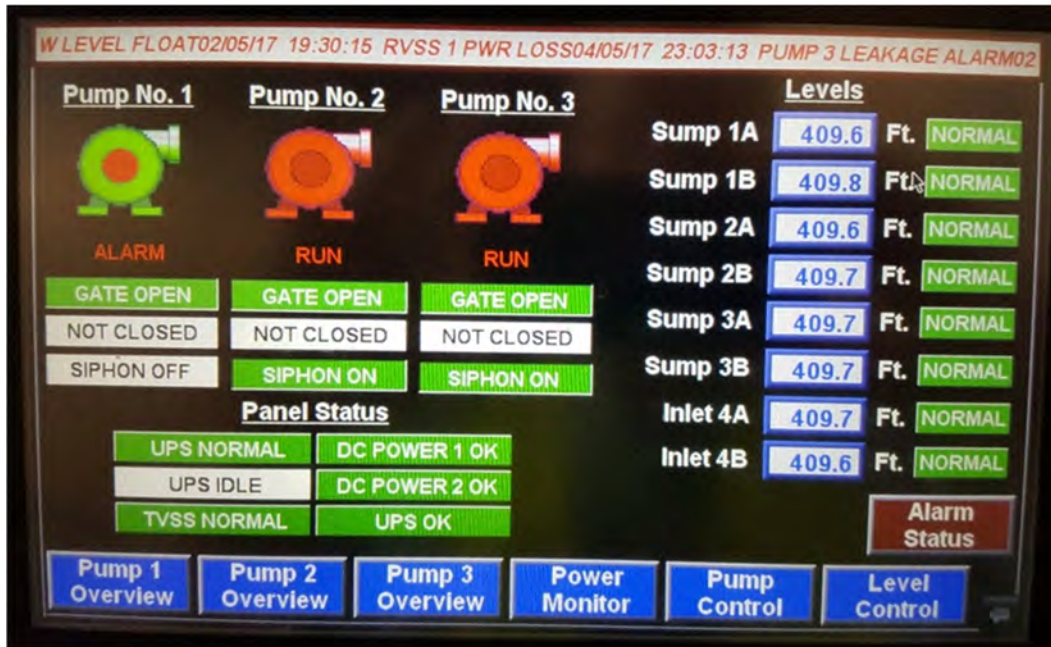 W LEVEL FLOAT02/05/17 19:30:15 RVSS 1 PWR LOSS04/05/17 23:03:13 PUMP 3 LEAKAGE ALARM02
Pump No. 1
Pump No. 2
Pump No. 3
ALARM
RUN
RUN
GATE OPEN
GATE OPEN
GATE OPEN
NOT CLOSED
NOT CLOSED
NOT CLOSED
SIPHON OFF
SIPHON ON
SIPHON ON
Levels
Sump 1A 409.6 Ft. NORMAL
Sump 1B 409.8 Ft. NORMAL
Sump 2A 409.6 Ft. NORMAL
Sump 2B 409.7 Ft. NORMAL
Sump 3A 409.7 Ft. NORMAL
Sump 3B 409.7 Ft. NORMAL
Inlet 4A 409.7 Ft. NORMAL
Inlet 4B 409.6 Ft. NORMAL
Panel Status
UPS NORMAL
DC POWER 1 OK
UPS IDLE
DC POWER 2 OK
TVSS NORMAL
UPS OK
Alarm
Status
Pump 1
Overview
Pump 2
Overview
Pump 3
Overview
Power
Monitor
Pump
Control
Level
Control